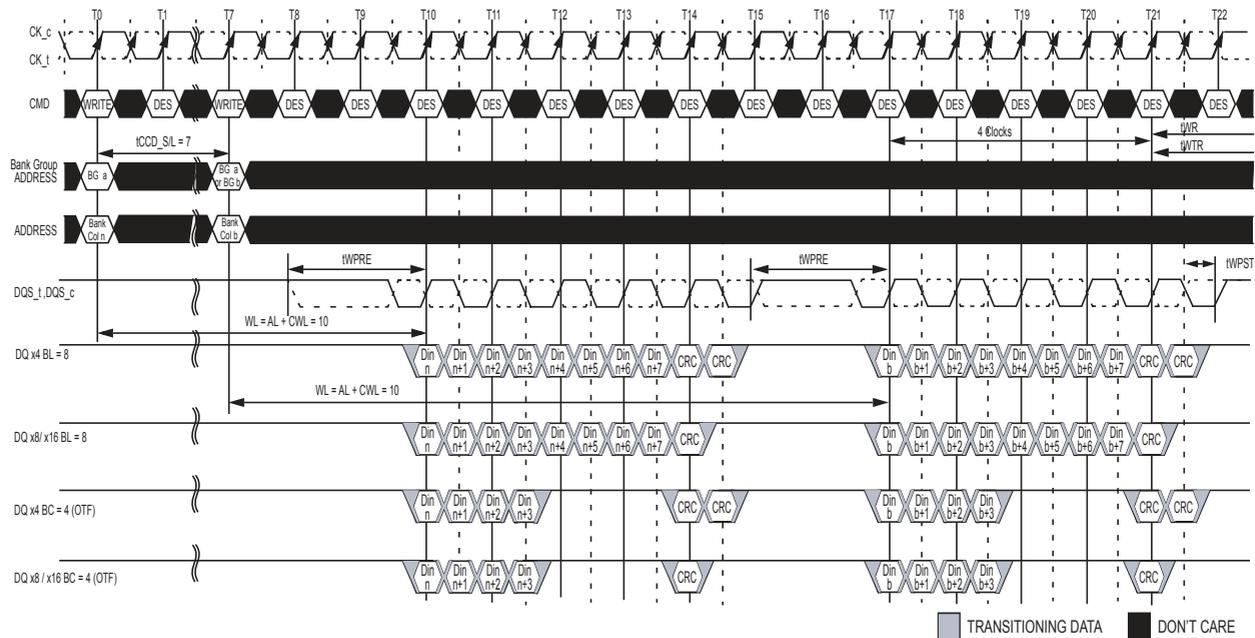 T0 T1 T7 T8 T9 T10 T11 T12 T13 T14 T15 T16 T17 T18 T19 T20 T21 T22
CK_c
CK_t
CMD WRITE DES WRITE DES DES DES DES DES DES DES DES DES DES DES DES DES DES DES
4 Clocks tWR
tCCD_S/L = 7 tWTR
Bank Group
ADDRESS BG a BG a or BG b
ADDRESS Bank Col n Bank Col b
tWPRE tWPRE tWPST
DQS_t ,DQS_c
WL = AL + CWL = 10
DQ x4 BL = 8 Din n Din n+1 Din n+2 Din n+3 Din n+4 Din n+5 Din n+6 Din n+7 CRC CRC Din b Din b+1 Din b+2 Din b+3 Din b+4 Din b+5 Din b+6 Din b+7 CRC CRC
WL = AL + CWL = 10
DQ x8/ x16 BL = 8 Din n Din n+1 Din n+2 Din n+3 Din n+4 Din n+5 Din n+6 Din n+7 CRC Din b Din b+1 Din b+2 Din b+3 Din b+4 Din b+5 Din b+6 Din b+7 CRC
DQ x4 BC = 4 (OTF) Din n Din n+1 Din n+2 Din n+3 CRC CRC Din b Din b+1 Din b+2 Din b+3 CRC CRC
DQ x8 / x16 BC = 4 (OTF) Din n Din n+1 Din n+2 Din n+3 CRC Din b Din b+1 Din b+2 Din b+3 CRC
TRANSITIONING DATA DON'T CARE